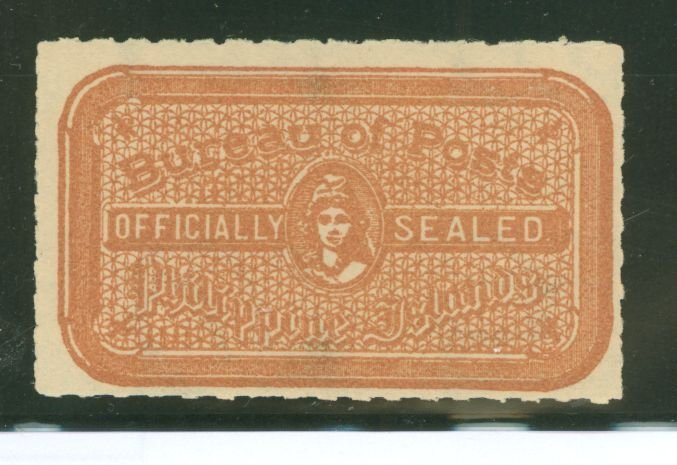 Bureau of Posts
OFFICIALLY SEALED
Philippine Islands